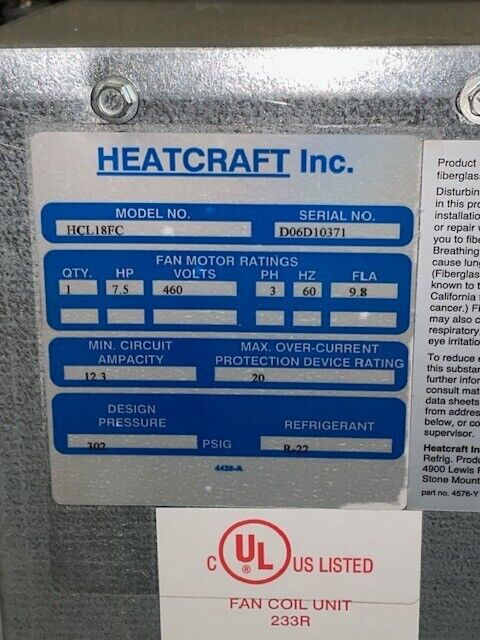 HEATCRAFT Inc.
MODEL NO. SERIAL NO.
HCL18FC D06D10371
FAN MOTOR RATINGS
QTY. HP VOLTS PH HZ FLA
1 7.5 460 3 60 9.8
MIN. CIRCUIT AMPACITY
MAX. OVER-CURRENT PROTECTION DEVICE RATING
12.3 20
DESIGN PRESSURE
REFRIGERANT
302 PSIG R-22
4438-A
C UL ® US LISTED
FAN COIL UNIT
233R
Product
fiberglas
Disturbin
in this pro
installatio
or repair w
you to fibe
Breathing
cause lung
(Fiberglas
known to t
California
cancer.) Fi
may also c
respiratory
eye irritatio
To reduce e
this substan
further infor
consult mat
data sheets
from addres
below, or co
supervisor.
Heatcraft In
Refrig. Produ
4900 Lewis R
Stone Mount
part no. 4576-Y